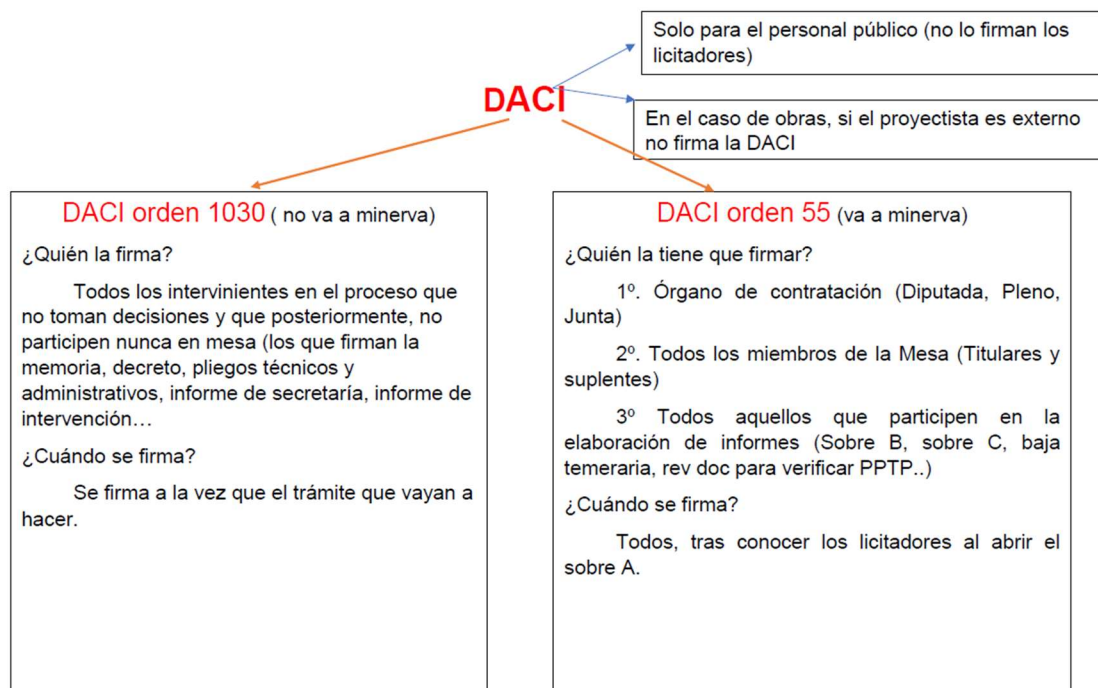 Solo para el personal público (no lo firman los
licitadores)
DACI
En el caso de obras, si el proyectista es externo
no firma la DACI
DACI orden 1030 ( no va a minerva)
¿Quién la firma?
Todos los intervinientes en el proceso que
no toman decisiones y que posteriormente, no
participen nunca en mesa (los que firman la
memoria, decreto, pliegos técnicos y
administrativos, informe de secretaría, informe de
intervención…
¿Cuándo se firma?
Se firma a la vez que el trámite que vayan a
hacer.
DACI orden 55 (va a minerva)
¿Quién la tiene que firmar?
1º. Órgano de contratación (Diputada, Pleno,
Junta)
2º. Todos los miembros de la Mesa (Titulares y
suplentes)
3º Todos aquellos que participen en la
elaboración de informes (Sobre B, sobre C, baja
temeraria, rev doc para verificar PPTP..)
¿Cuándo se firma?
Todos, tras conocer los licitadores al abrir el
sobre A.